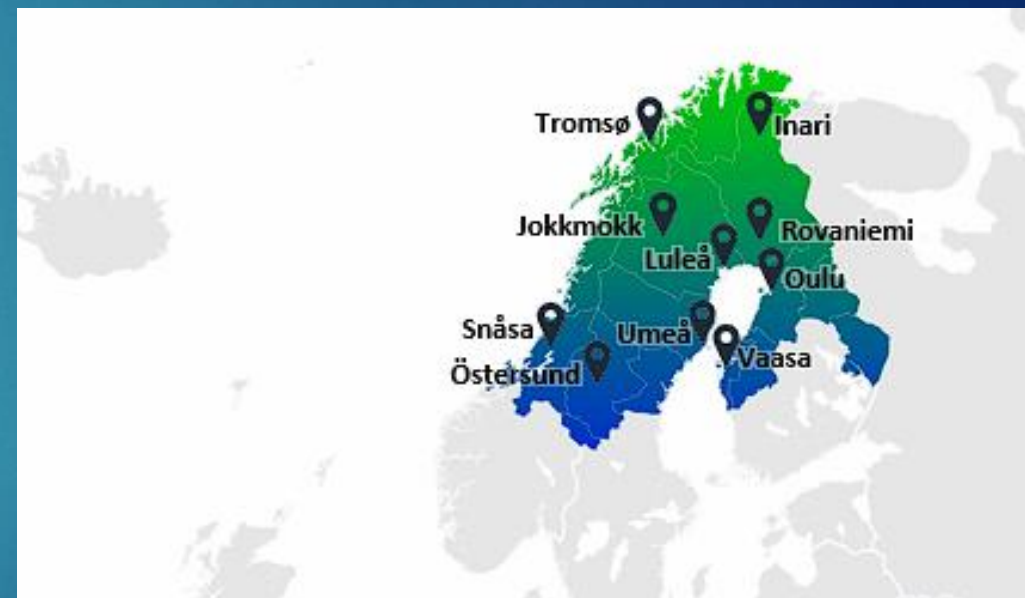 Tromsø
Inari
Jokkmokk
Rovaniemi
Luleå
Oulu
Snåsa
Umeå
Vaasa
Östersund